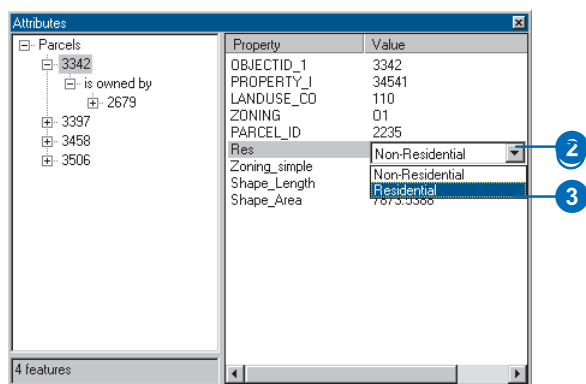 Attributes
Parcels
3342
is owned by
2679
3397
3458
3506
4 features
Property Value
OBJECTID_1 3342
PROPERTY_I 34541
LANDUSE_CO 110
ZONING O1
PARCEL_ID 2235
Res Non-Residential
2
Zoning_simple Non-Residential
Shape_Length Residential
3
Shape_Area